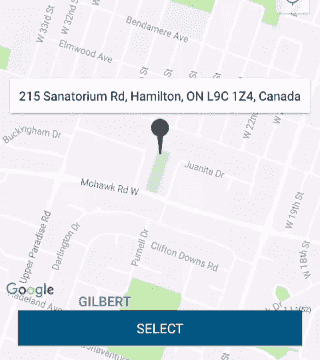 W 33rd St
Bendamere Ave
Elmwood Ave
215 Sanatorium Rd, Hamilton, ON L9C 1Z4, Canada
Buckingham Dr
W 22nd
Juanita Dr
Mohawk Rd W
W 19th St
Upper Paradise Rd
Darlington Dr
Purnell Dr
Clifton Downs Rd
W 18th St
Google
GILBERT
SELECT